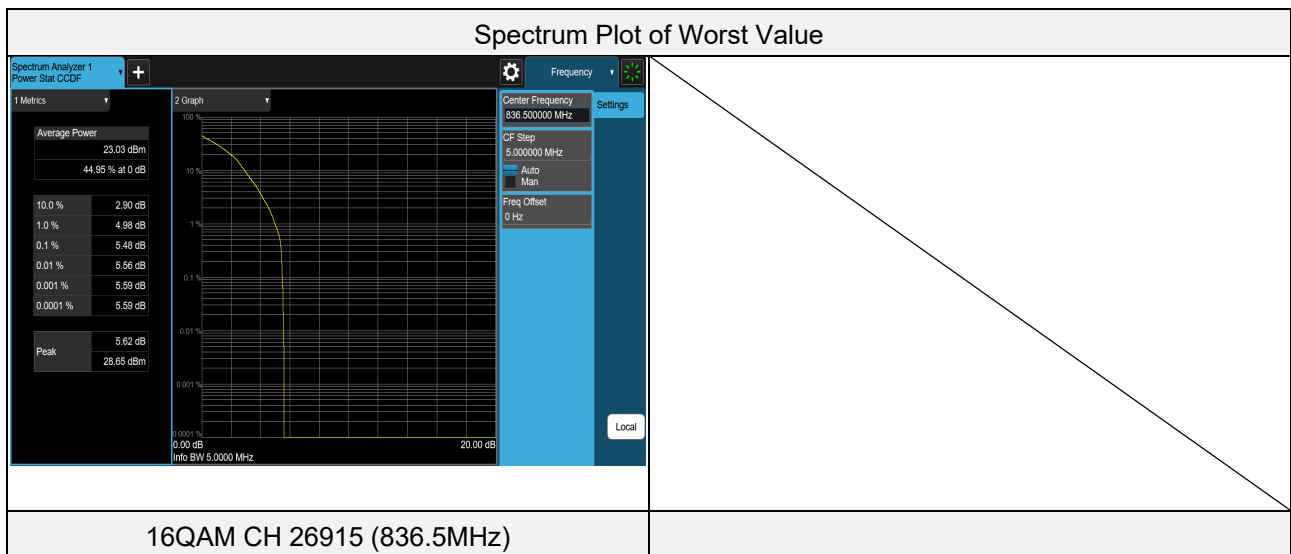 Spectrum Plot of Worst Value
Spectrum Analyzer 1
Power Stat CCDF
+
Frequency
1 Metrics
2 Graph
Center Frequency
836.500000 MHz
Settings
CF Step
5.000000 MHz
Auto
Man
Freq Offset
0 Hz
Average Power
23.03 dBm
44.95 % at 0 dB
10.0 % 2.90 dB
1.0 % 4.98 dB
0.1 % 5.48 dB
0.01 % 5.56 dB
0.001 % 5.59 dB
0.0001 % 5.59 dB
Peak 5.62 dB
28.65 dBm
100 %
10 %
1 %
0.1 %
0.01 %
0.001 %
0.0001 %
0.00 dB 20.00 dB
Info BW 5.0000 MHz
Local
16QAM CH 26915 (836.5MHz)